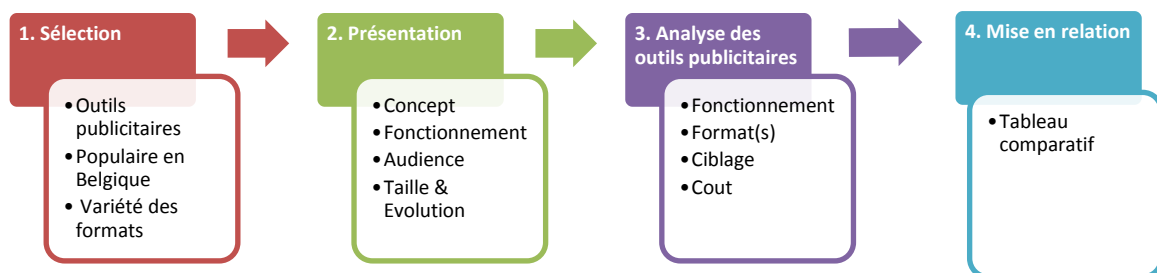 1. Sélection
• Outils
publicitaires
• Populaire en
Belgique
• Variété des
formats
2. Présentation
• Concept
• Fonctionnement
• Audience
• Taille &
Evolution
3. Analyse des
outils publicitaires
• Fonctionnement
• Format(s)
• Ciblage
• Cout
4. Mise en relation
• Tableau
comparatif